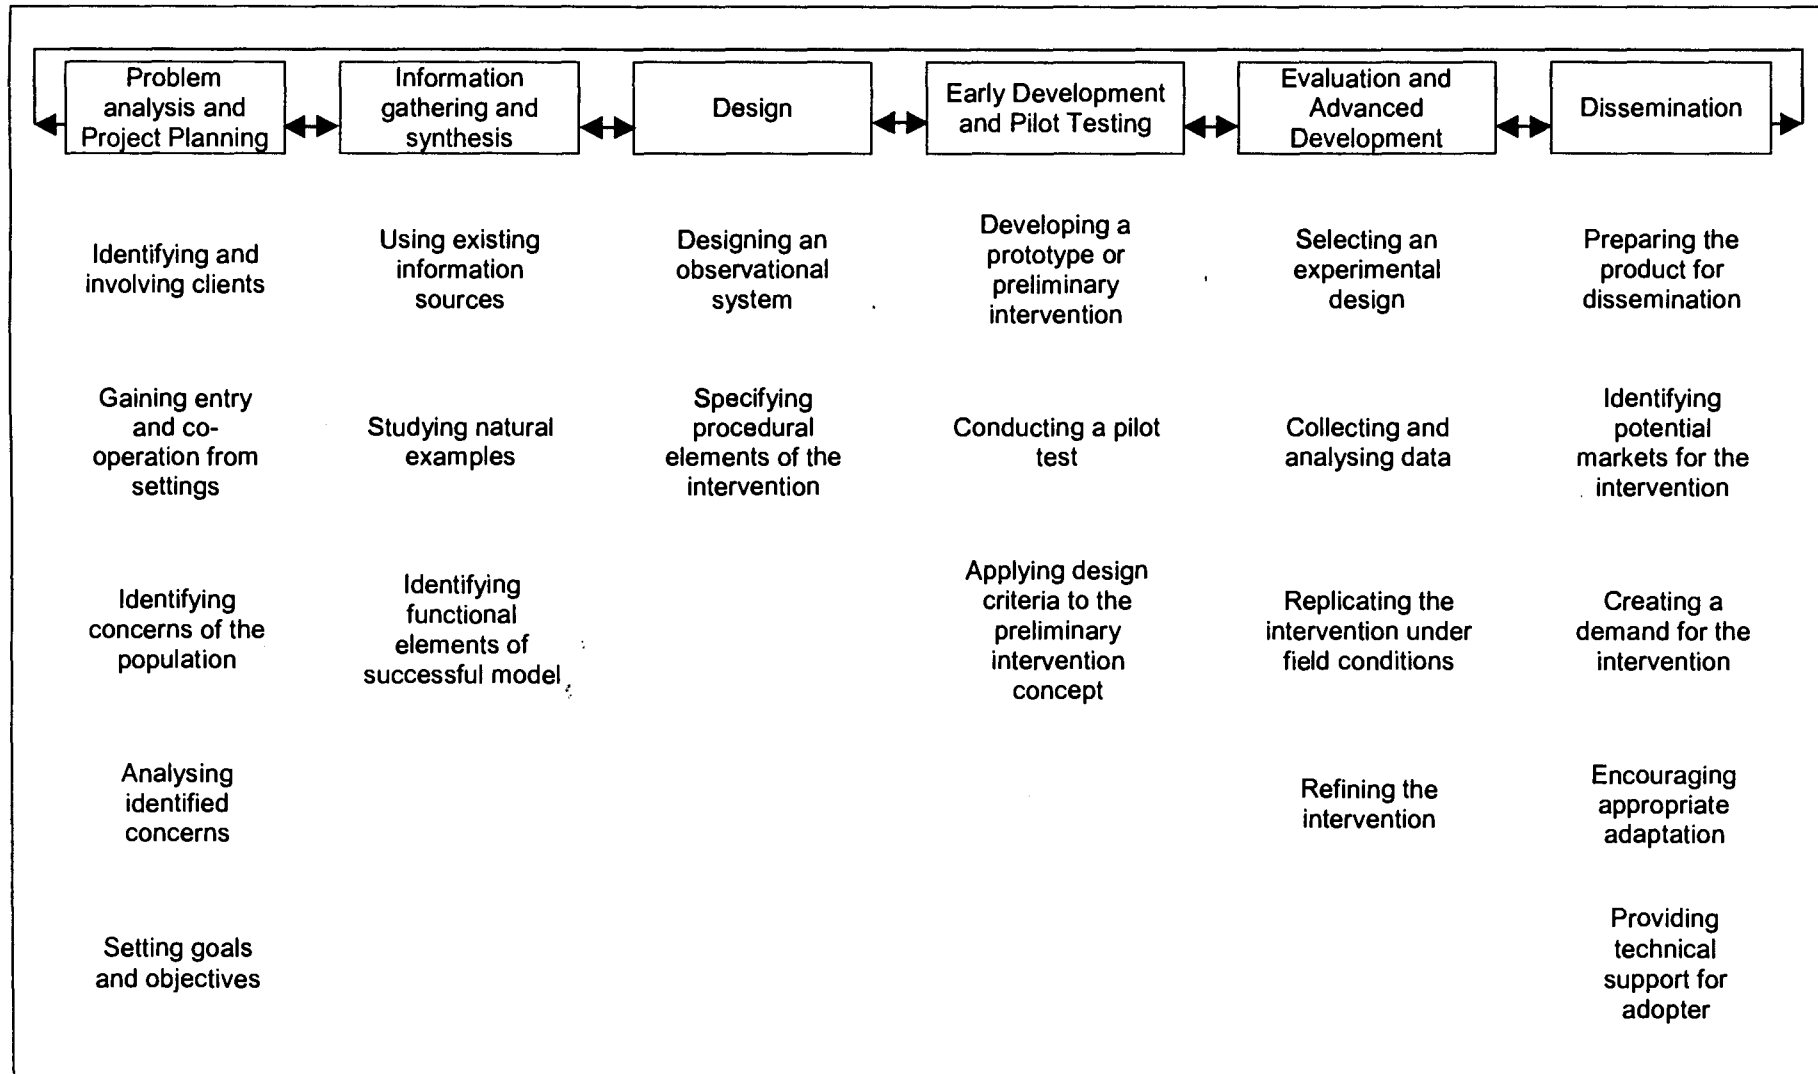 Problem
analysis and
Project Planning
Information
gathering and
synthesis
Design
Early Development
and Pilot Testing
Evaluation and
Advanced
Development
Dissemination
Identifying and
involving clients
Using existing
information
sources
Designing an
observational
system
Developing a
prototype or
preliminary
intervention
Selecting an
experimental
design
Preparing the
product for
dissemination
Gaining entry
and co-
operation from
settings
Studying natural
examples
Specifying
procedural
elements of the
intervention
Conducting a pilot
test
Collecting and
analysing data
Identifying
potential
markets for the
intervention
Identifying
concerns of the
population
Identifying
functional
elements of
successful model
Applying design
criteria to the
preliminary
intervention
concept
Replicating the
intervention under
field conditions
Creating a
demand for the
intervention
Analysing
identified
concerns
Refining the
intervention
Encouraging
appropriate
adaptation
Setting goals
and objectives
Providing
technical
support for
adopter